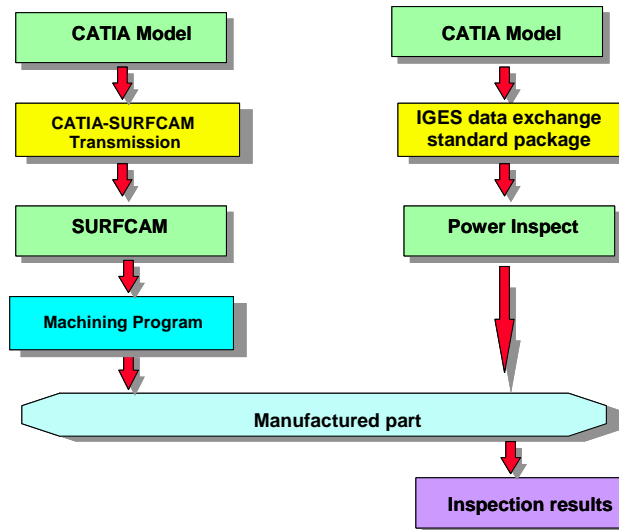 CATIA Model
CATIA-SURFCAM
Transmission
SURFCAM
Machining Program
CATIA Model
IGES data exchange
standard package
Power Inspect
Manufactured part
Inspection results